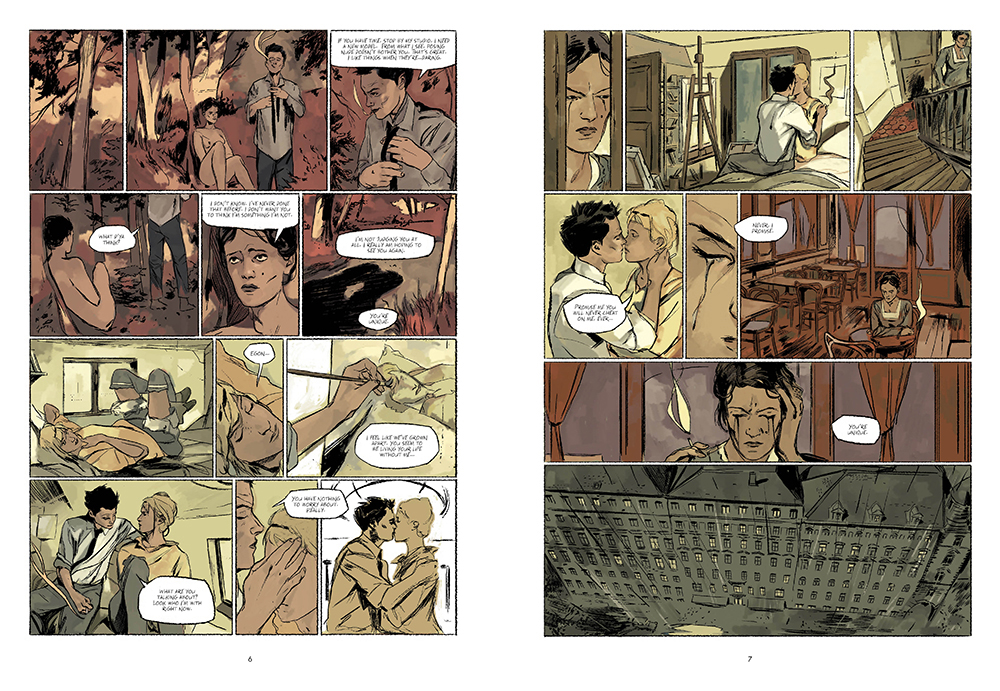 IF YOU HAVE TIME, STOP BY MY STUDIO. I NEED
A NEW MODEL. FROM WHAT I SEE, POSING
NUDE DOESN'T BOTHER YOU. THAT'S GREAT.
I LIKE THINGS WHEN THEY'RE... DARING.
WHAT D'YA
THINK?
I DON'T KNOW. I'VE NEVER DONE
THAT BEFORE. I DON'T WANT YOU
TO THINK I'M SOMETHING I'M NOT.
I'M NOT JUDGING YOU AT
ALL. I REALLY AM HOPING TO
SEE YOU AGAIN.
YOU'RE
UNIQUE.
EGON...
I FEEL LIKE WE'VE GROWN
APART. YOU SEEM TO
BE LIVING YOUR LIFE
WITHOUT ME...
WHAT ARE YOU
TALKING ABOUT?
LOOK WHO I'M WITH
RIGHT NOW.
YOU HAVE NOTHING
TO WORRY ABOUT.
REALLY.
6
PROMISE ME YOU
WILL NEVER CHEAT
ON ME. EVER...
NEVER. I
PROMISE.
YOU'RE
UNIQUE.
7